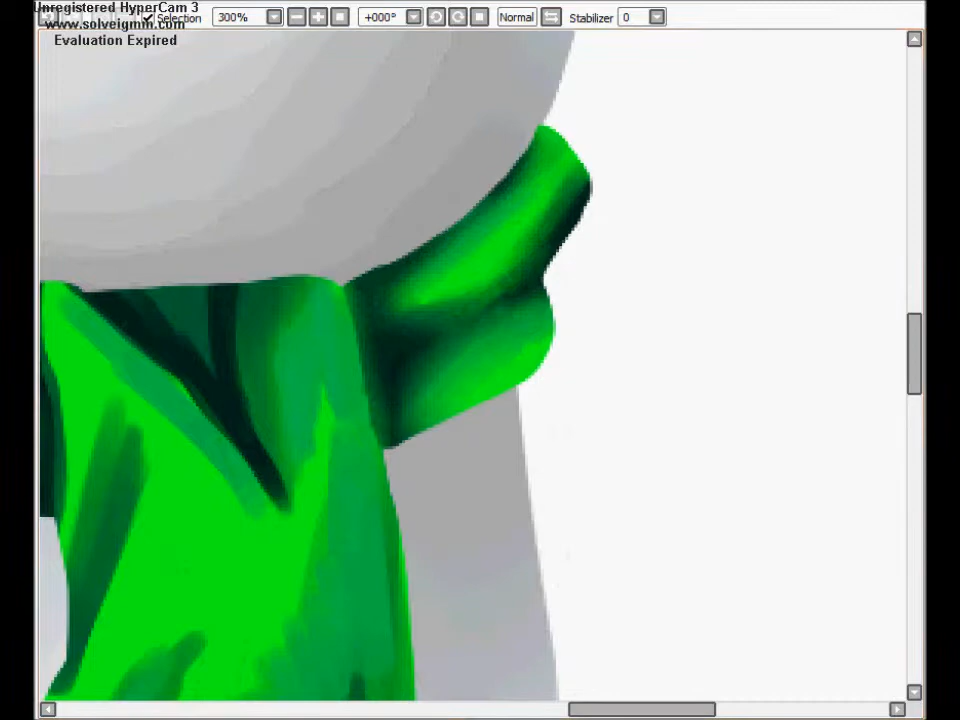 Unregistered HyperCam 3
www.solveigmm.com
Evaluation Expired
Selection 300% +000° Normal Stabilizer 0